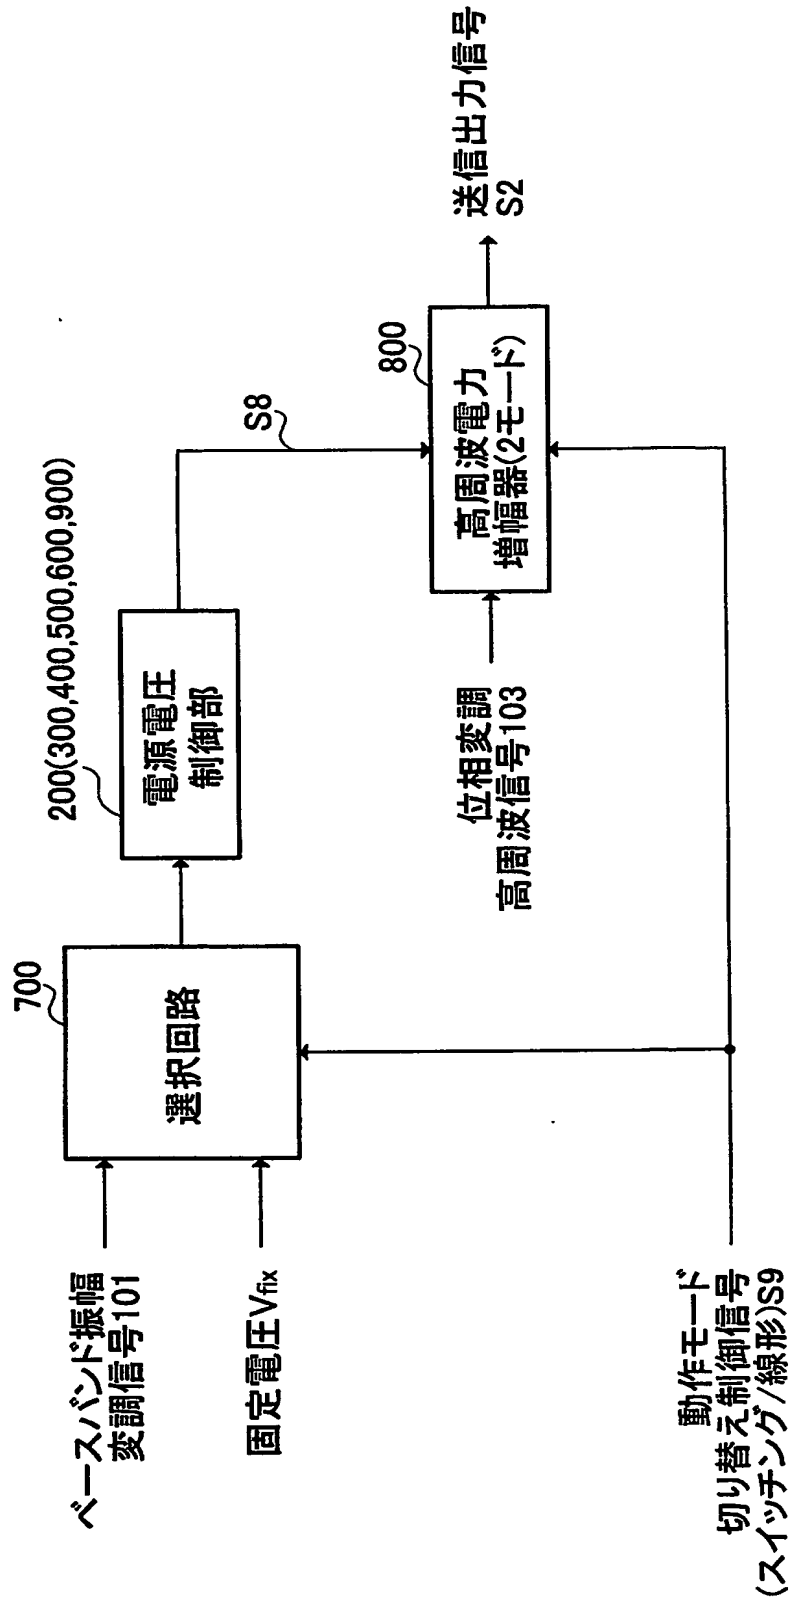 ベースバンド振幅
変調信号101
固定電圧Vfix
700
選択回路
200(300,400,500,600,900)
電源電圧
制御部
S8
位相変調
高周波信号103
800
高周波電力
増幅器(2モード)
送信出力信号
S2
動作モード
切り替え制御信号
(スイッチング/線形)S9